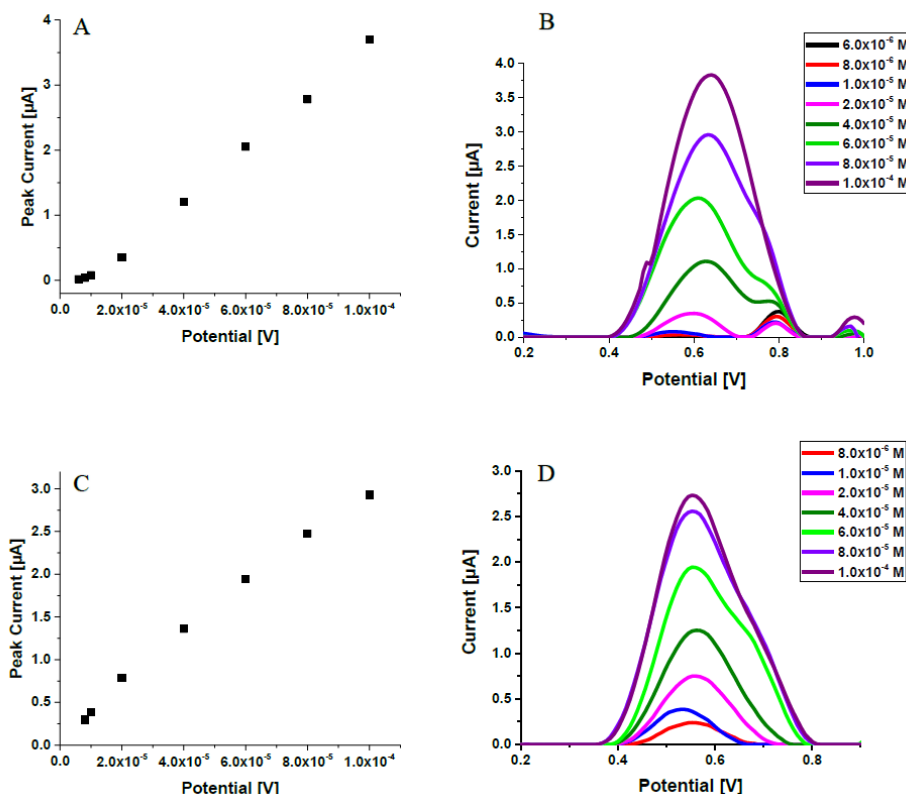 A
Peak Current [µA]
4
3
2
1
0
0.0
2.0x10⁻⁵
4.0x10⁻⁵
6.0x10⁻⁵
8.0x10⁻⁵
1.0x10⁻⁴
Potential [V]
B
Current [µA]
4.0
3.5
3.0
2.5
2.0
1.5
1.0
0.5
0.0
0.2
0.4
0.6
0.8
1.0
Potential [V]
6.0x10⁻⁶ M
8.0x10⁻⁶ M
1.0x10⁻⁵ M
2.0x10⁻⁵ M
4.0x10⁻⁵ M
6.0x10⁻⁵ M
8.0x10⁻⁵ M
1.0x10⁻⁴ M
C
Peak Current [µA]
3.0
2.5
2.0
1.5
1.0
0.5
0.0
0.0
2.0x10⁻⁵
4.0x10⁻⁵
6.0x10⁻⁵
8.0x10⁻⁵
1.0x10⁻⁴
Potential [V]
D
Current [µA]
3.0
2.5
2.0
1.5
1.0
0.5
0.0
0.2
0.4
0.6
0.8
Potential [V]
8.0x10⁻⁶ M
1.0x10⁻⁵ M
2.0x10⁻⁵ M
4.0x10⁻⁵ M
6.0x10⁻⁵ M
8.0x10⁻⁵ M
1.0x10⁻⁴ M